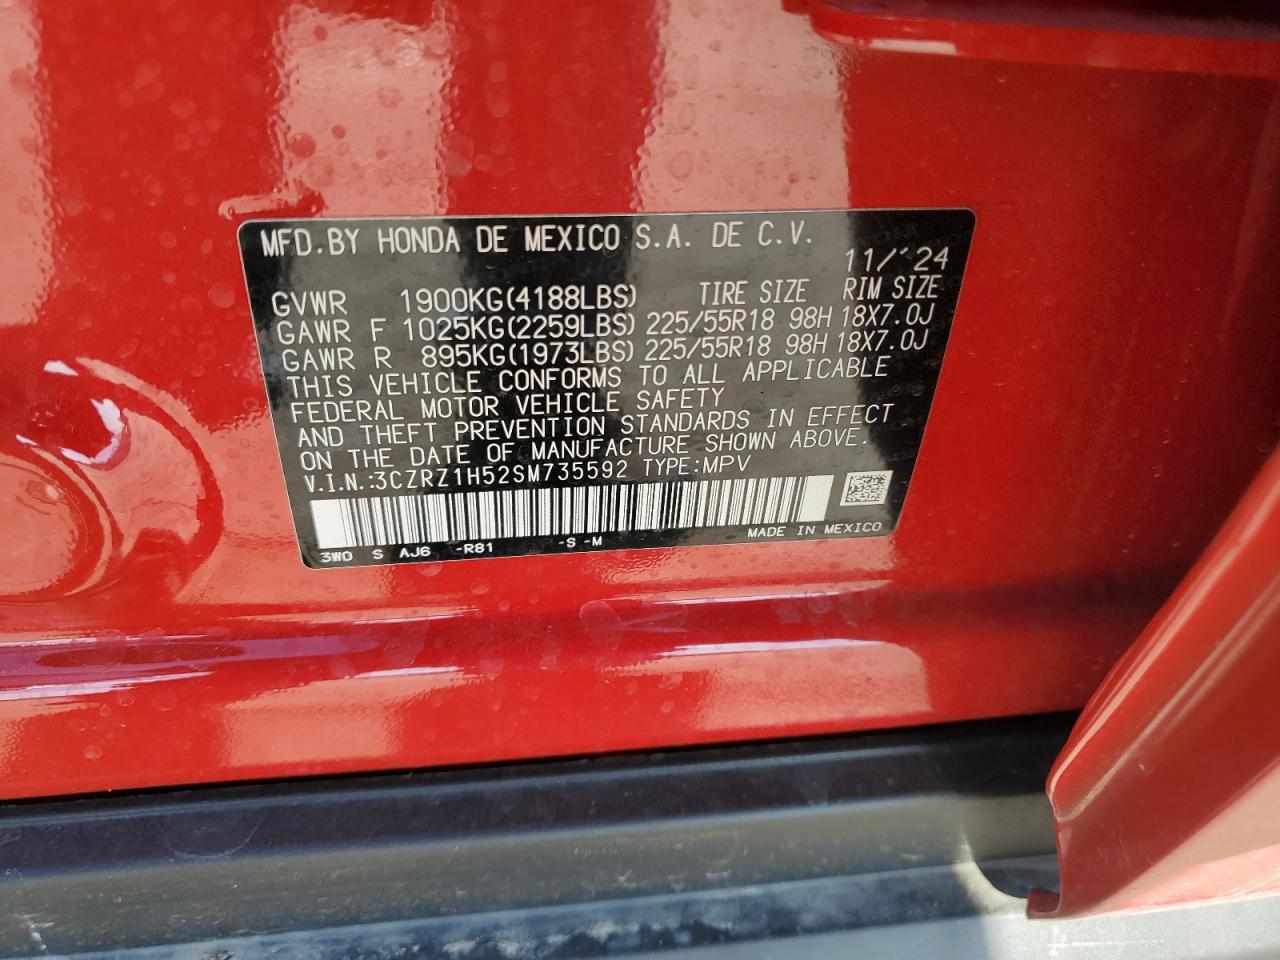 MFD.BY HONDA DE MEXICO S.A. DE C.V.
11/'24
GVWR 1900KG(4188LBS) TIRE SIZE RIM SIZE
GAWR F 1025KG(2259LBS) 225/55R18 98H 18X7.0J
GAWR R 895KG(1973LBS) 225/55R18 98H 18X7.0J
THIS VEHICLE CONFORMS TO ALL APPLICABLE
FEDERAL MOTOR VEHICLE SAFETY
AND THEFT PREVENTION STANDARDS IN EFFECT
ON THE DATE OF MANUFACTURE SHOWN ABOVE.
V.I.N.:3CZRZ1H52SM735592 TYPE:MPV
MADE IN MEXICO
3W0 S AJ6 -R81 -S -M